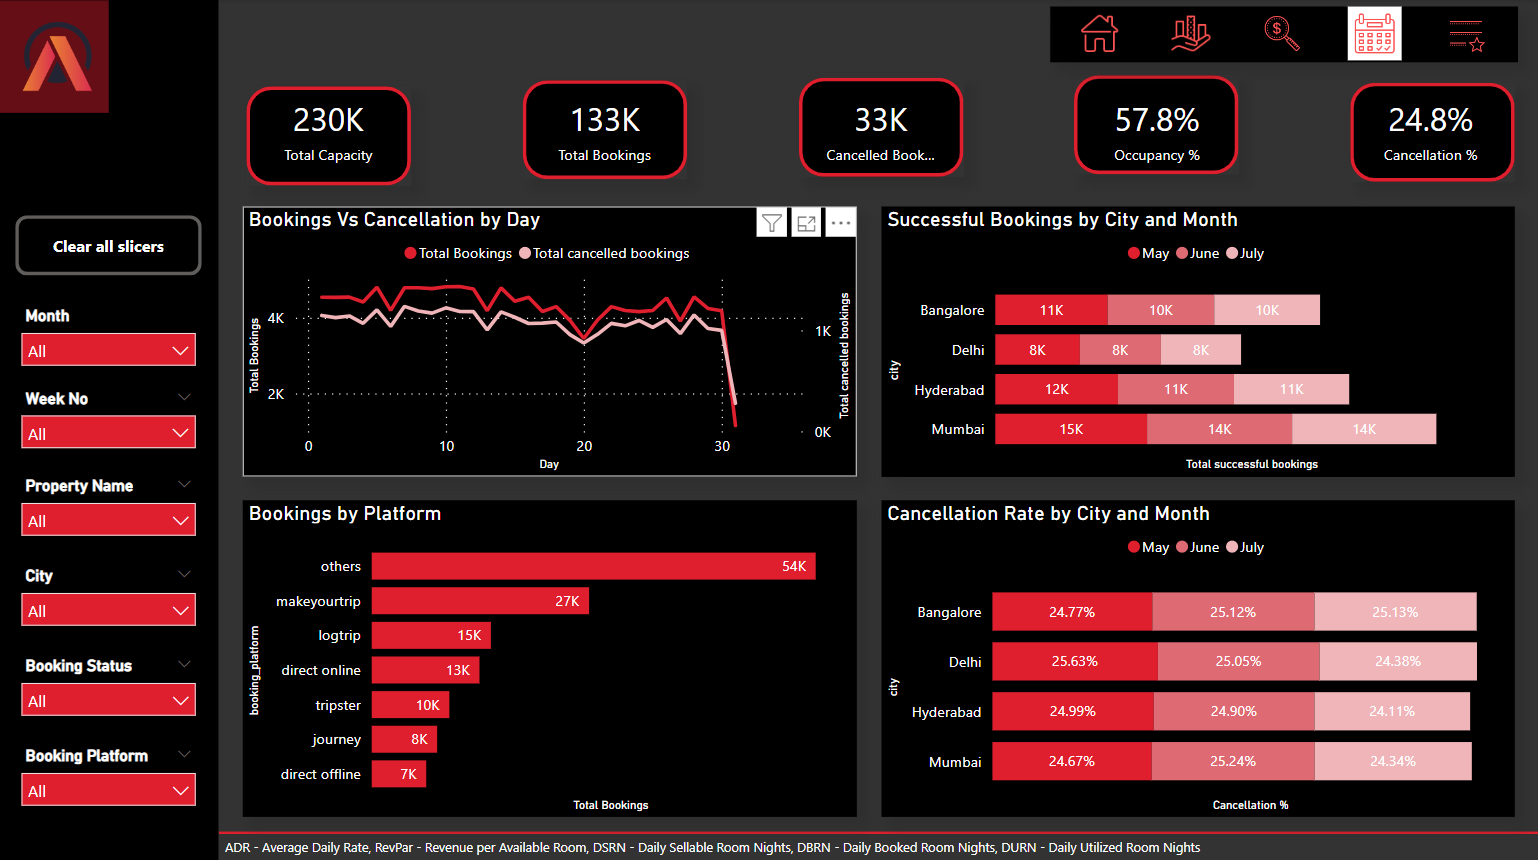 230K
Total Capacity
133K
Total Bookings
33K
Cancelled Book...
57.8%
Occupancy %
24.8%
Cancellation %
Clear all slicers
Month
All
Week No
All
Property Name
All
City
All
Booking Status
All
Booking Platform
All
Bookings Vs Cancellation by Day
Total Bookings Total cancelled bookings
Total Bookings
4K
2K
1K
0K
Total cancelled bookings
0 10 20 30
Day
Successful Bookings by City and Month
May June July
city
Bangalore 11K 10K 10K
Delhi 8K 8K 8K
Hyderabad 12K 11K 11K
Mumbai 15K 14K 14K
Total successful bookings
Bookings by Platform
booking_platform
others 54K
makeyourtrip 27K
logtrip 15K
direct online 13K
tripster 10K
journey 8K
direct offline 7K
Total Bookings
Cancellation Rate by City and Month
May June July
city
Bangalore 24.77% 25.12% 25.13%
Delhi 25.63% 25.05% 24.38%
Hyderabad 24.99% 24.90% 24.11%
Mumbai 24.67% 25.24% 24.34%
Cancellation %
ADR - Average Daily Rate, RevPar - Revenue per Available Room, DSRN - Daily Sellable Room Nights, DBRN - Daily Booked Room Nights, DURN - Daily Utilized Room Nights